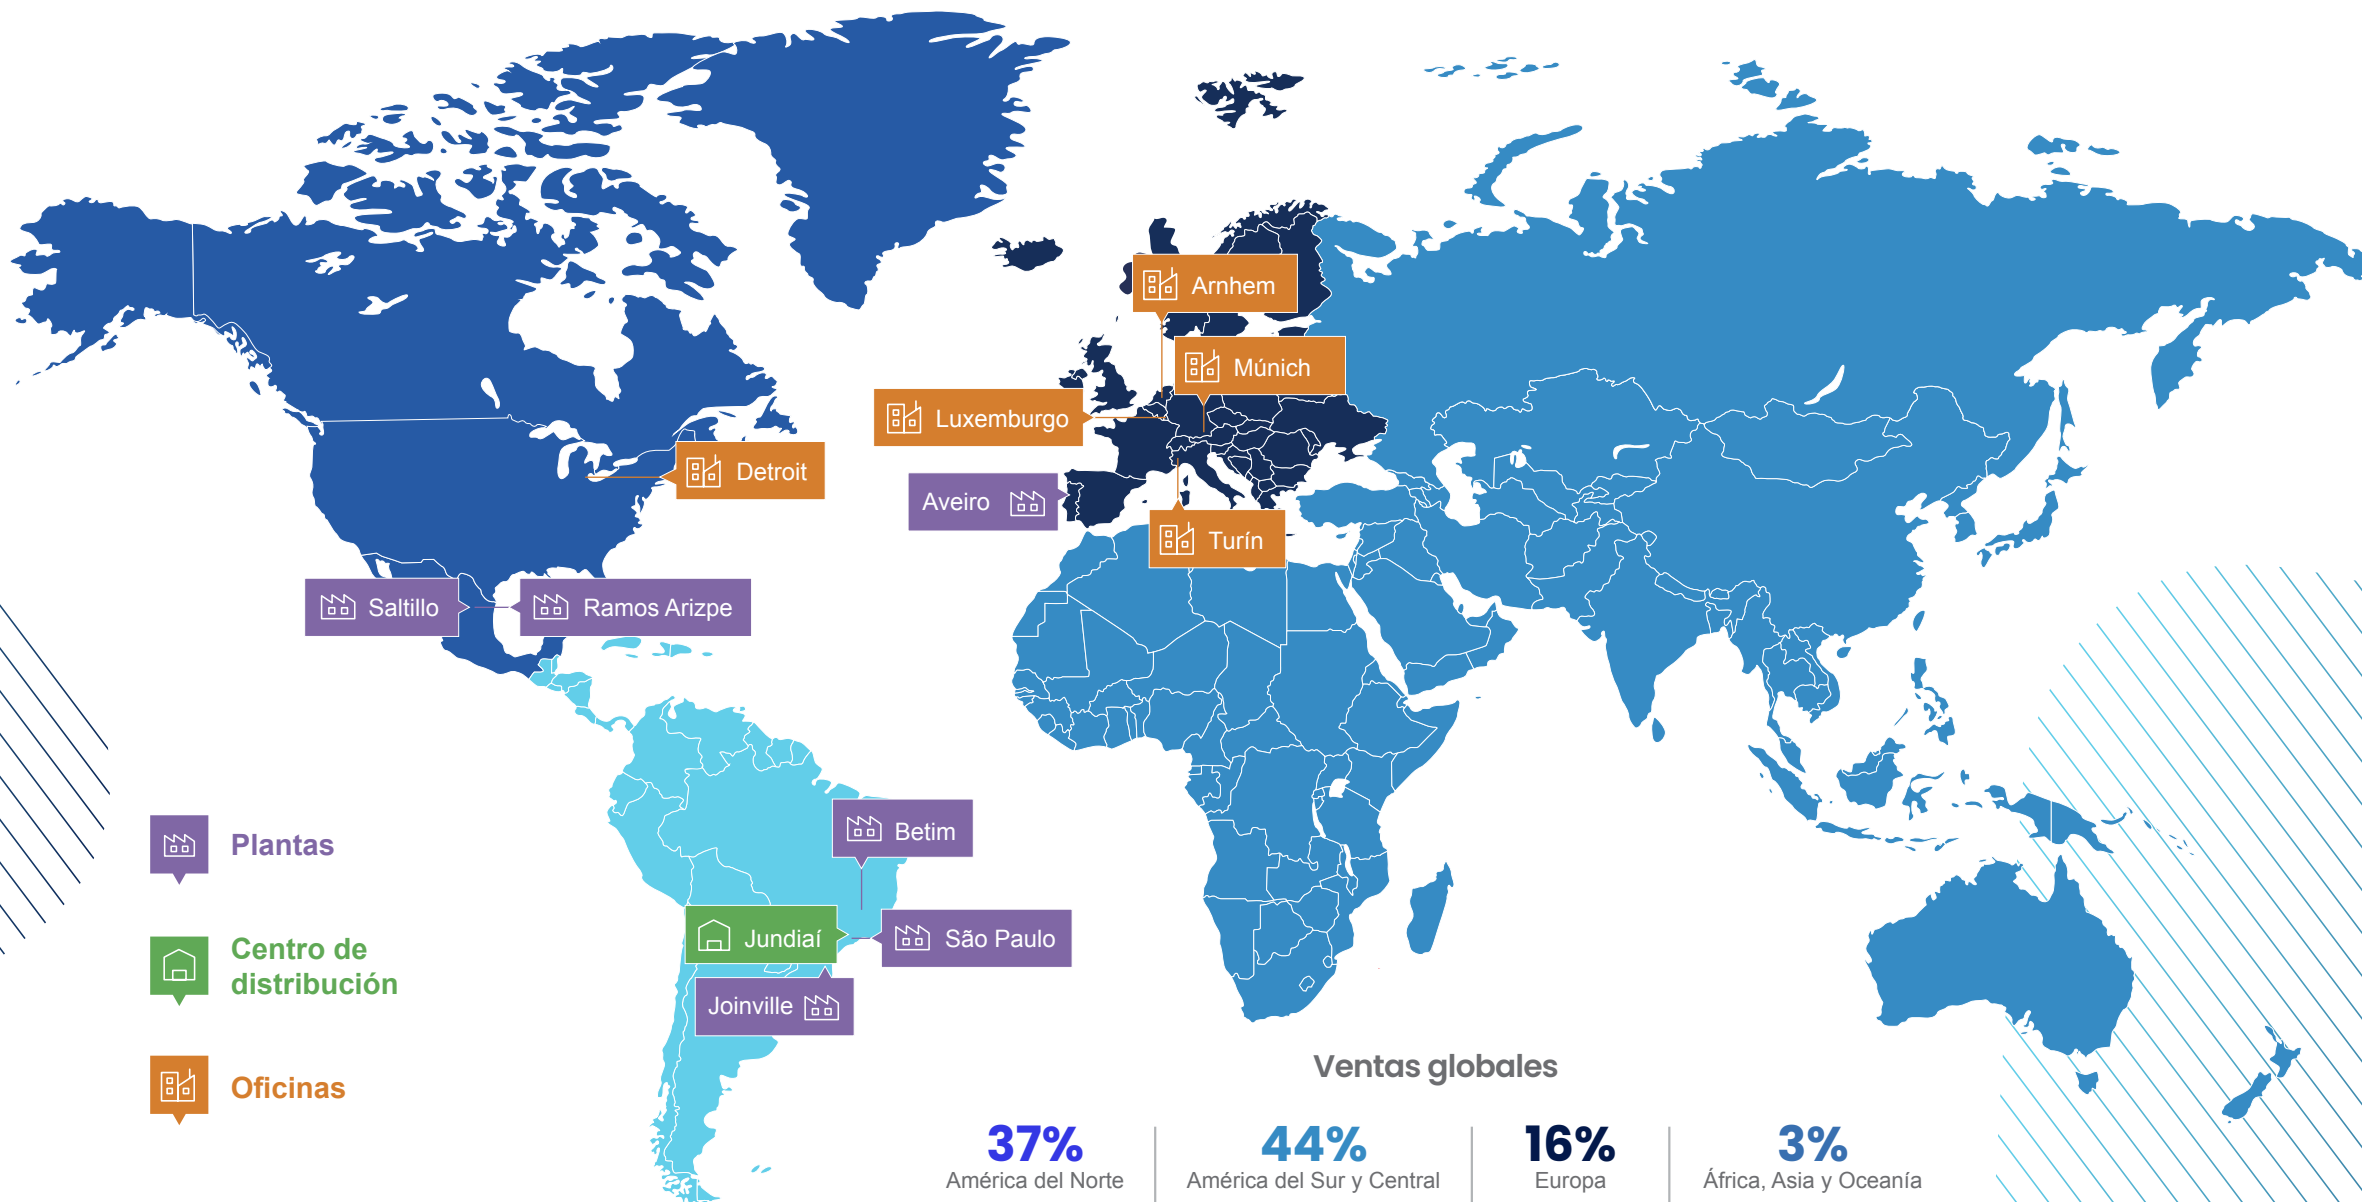 Arnhem
Múnich
Luxemburgo
Detroit
Aveiro
Turín
Saltillo
Ramos Arizpe
Betim
Jundiaí
São Paulo
Joinville
Plantas
Centro de
distribución
Oficinas
Ventas globales
37%
América del Norte
44%
América del Sur y Central
16%
Europa
3%
África, Asia y Oceanía